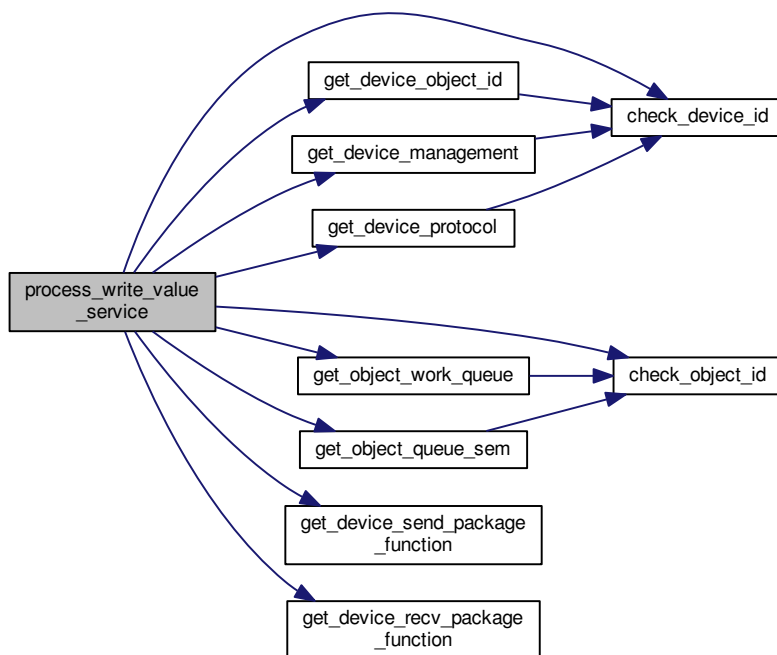 get_device_object_id
check_device_id
get_device_management
get_device_protocol
process_write_value
_service
get_object_work_queue
check_object_id
get_object_queue_sem
get_device_send_package
_function
get_device_recv_package
_function